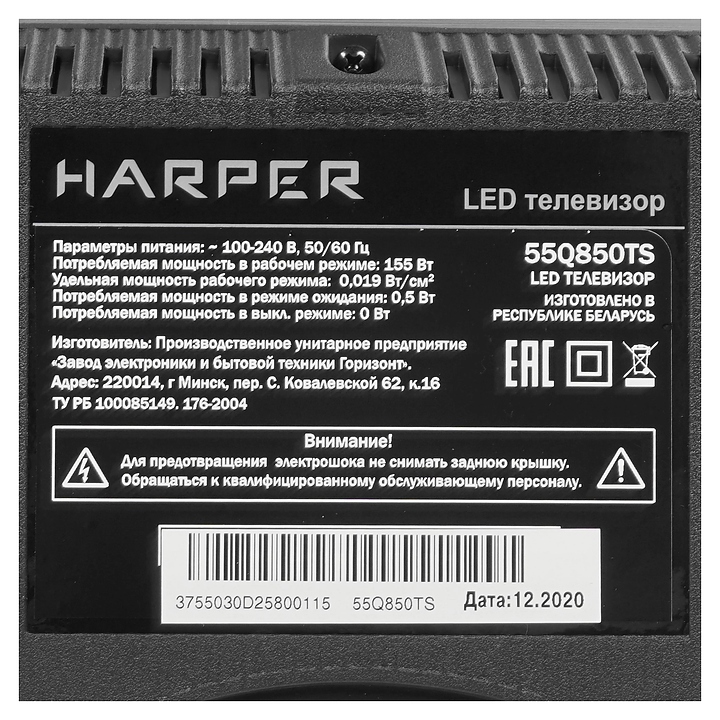 HARPER
LED телевизор
Параметры питания: ~ 100-240 В, 50/60 Гц
Потребляемая мощность в рабочем режиме: 155 Вт
Удельная мощность рабочего режима: 0,019 Вт/см²
Потребляемая мощность в режиме ожидания: 0,5 Вт
Потребляемая мощность в выкл. режиме: 0 Вт
55Q850TS
LED ТЕЛЕВИЗОР
ИЗГОТОВЛЕНО В
РЕСПУБЛИКЕ БЕЛАРУСЬ
Изготовитель: Производственное унитарное предприятие
«Завод электроники и бытовой техники Горизонт».
Адрес: 220014, г Минск, пер. С. Ковалевской 62, к.16
ТУ РБ 100085149. 176-2004
EAC
Внимание!
Для предотвращения электрошока не снимать заднюю крышку.
Обращаться к квалифицированному обслуживающему персоналу.
3755030D25800115 55Q850TS Дата:12.2020